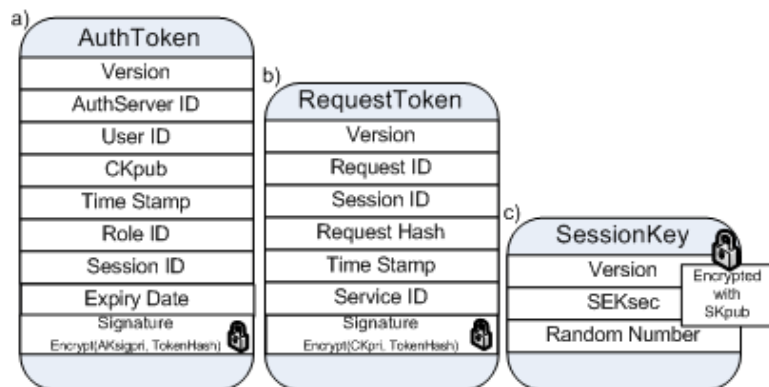 a)
AuthToken
Version
AuthServer ID
User ID
CKpub
Time Stamp
Role ID
Session ID
Expiry Date
Signature
Encrypt(AKsigpri, TokenHash)
b)
RequestToken
Version
Request ID
Session ID
Request Hash
Time Stamp
Service ID
Signature
Encrypt(CKpri, TokenHash)
c)
SessionKey
Version
SEKsec
Random Number
Encrypted
with
SKpub